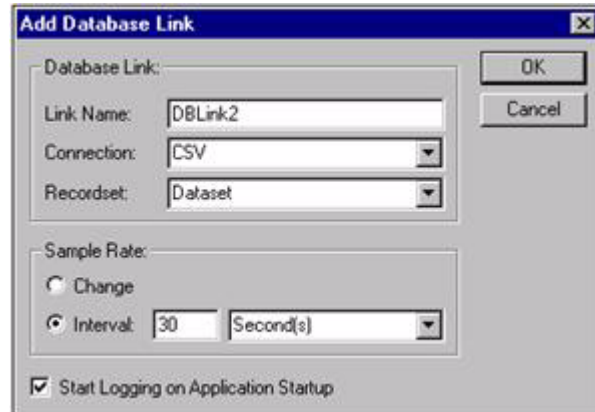 Add Database Link
Database Link:
OK
Link Name: DBLink2
Cancel
Connection: CSV
Recordset: Dataset
Sample Rate:
Change
Interval: 30 Second(s)
Start Logging on Application Startup